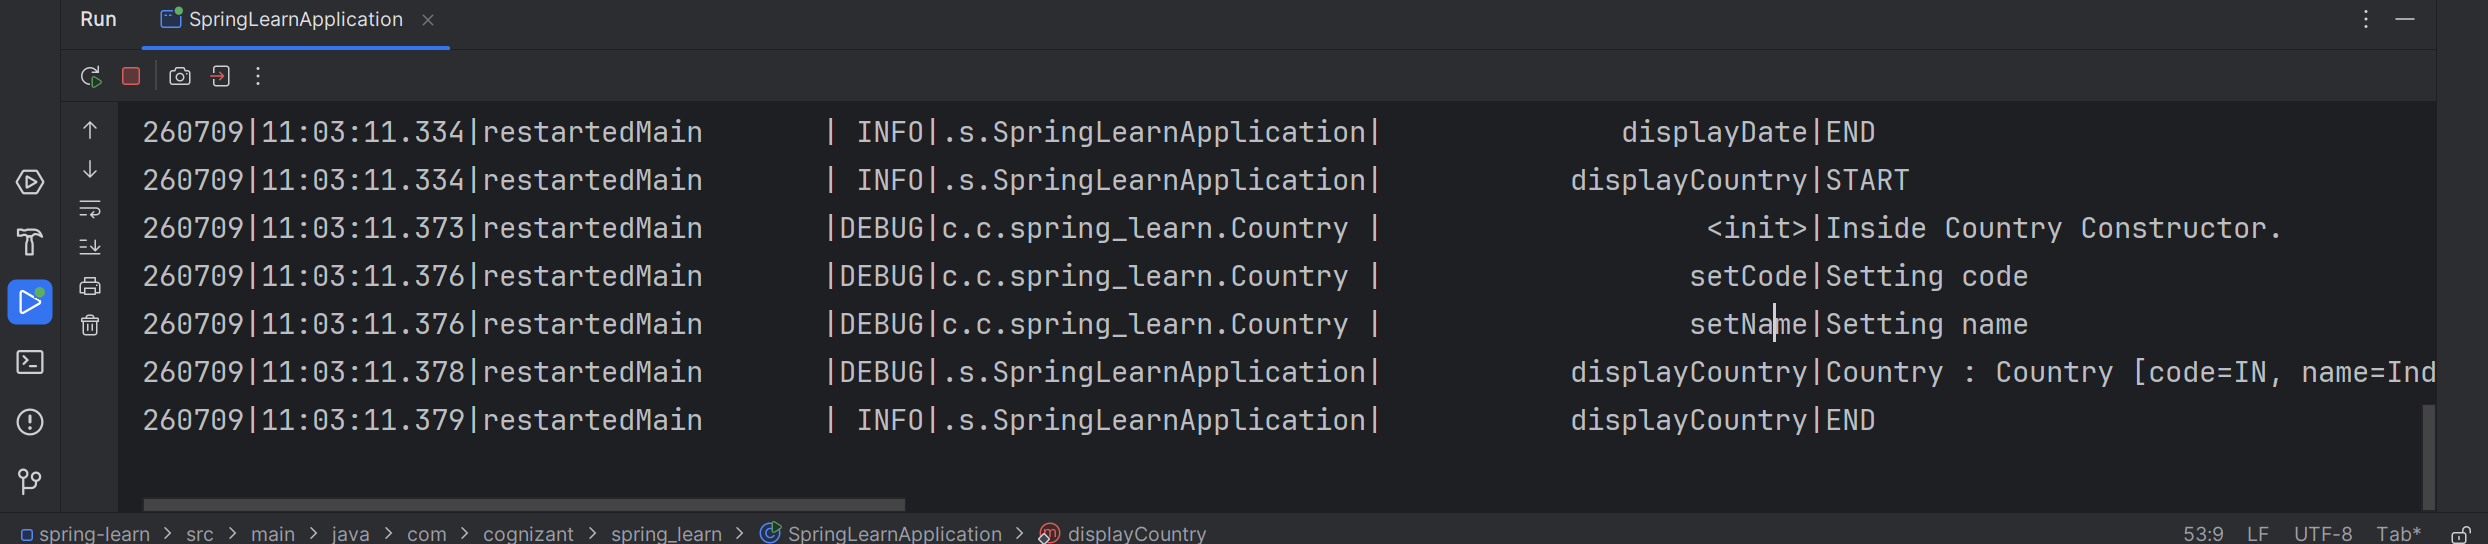 Run SpringLearnApplication
260709|11:03:11.334|restartedMain       | INFO|.s.SpringLearnApplication|              displayDate|END
260709|11:03:11.334|restartedMain       | INFO|.s.SpringLearnApplication|           displayCountry|START
260709|11:03:11.373|restartedMain       |DEBUG|c.c.spring_learn.Country |                   <init>|Inside Country Constructor.
260709|11:03:11.376|restartedMain       |DEBUG|c.c.spring_learn.Country |                  setCode|Setting code
260709|11:03:11.376|restartedMain       |DEBUG|c.c.spring_learn.Country |                  setName|Setting name
260709|11:03:11.378|restartedMain       |DEBUG|.s.SpringLearnApplication|           displayCountry|Country : Country [code=IN, name=Ind
260709|11:03:11.379|restartedMain       | INFO|.s.SpringLearnApplication|           displayCountry|END
spring-learn > src > main > java > com > cognizant > spring_learn > SpringLearnApplication > displayCountry 53:9 LF UTF-8 Tab*